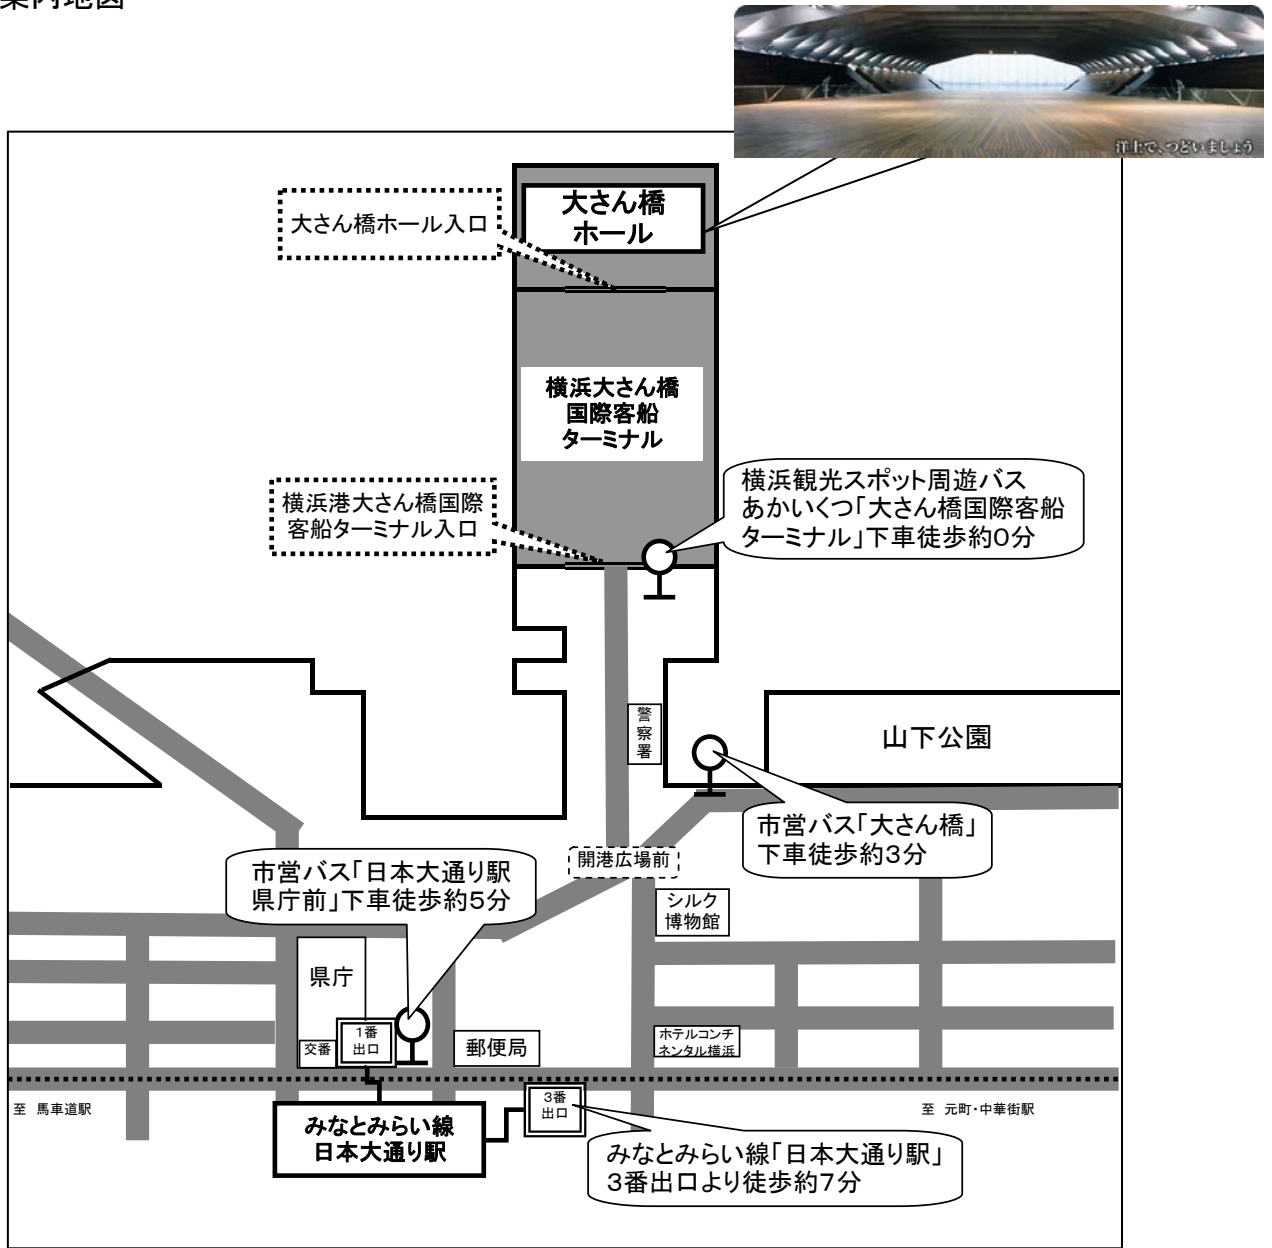 案内地図
洋上で、つどいましょう
大さん橋
ホール
大さん橋ホール入口
横浜大さん橋
国際客船
ターミナル
横浜港大さん橋国際
客船ターミナル入口
横浜観光スポット周遊バス
あかいくつ「大さん橋国際客船
ターミナル」下車徒歩約0分
警
察
署
山下公園
市営バス「大さん橋」
下車徒歩約3分
開港広場前
市営バス「日本大通り駅
県庁前」下車徒歩約5分
シルク
博物館
県庁
1番
出口
交番
郵便局
ホテルコンチ
ネンタル横浜
至 馬車道駅
3番
出口
至 元町・中華街駅
みなとみらい線
日本大通り駅
みなとみらい線「日本大通り駅」
3番出口より徒歩約7分